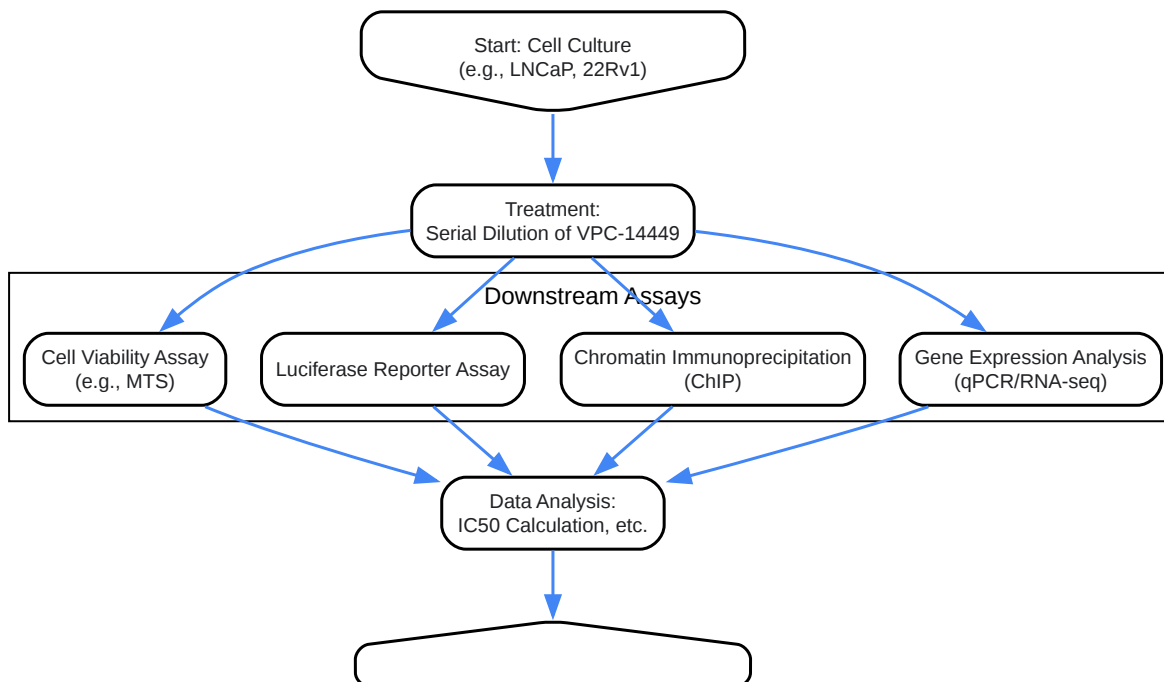 Start: Cell Culture
(e.g., LNCaP, 22Rv1)
Treatment:
Serial Dilution of VPC-14449
Downstream Assays
Cell Viability Assay
(e.g., MTS)
Luciferase Reporter Assay
Chromatin Immunoprecipitation
(ChIP)
Gene Expression Analysis
(qPCR/RNA-seq)
Data Analysis:
IC50 Calculation, etc.